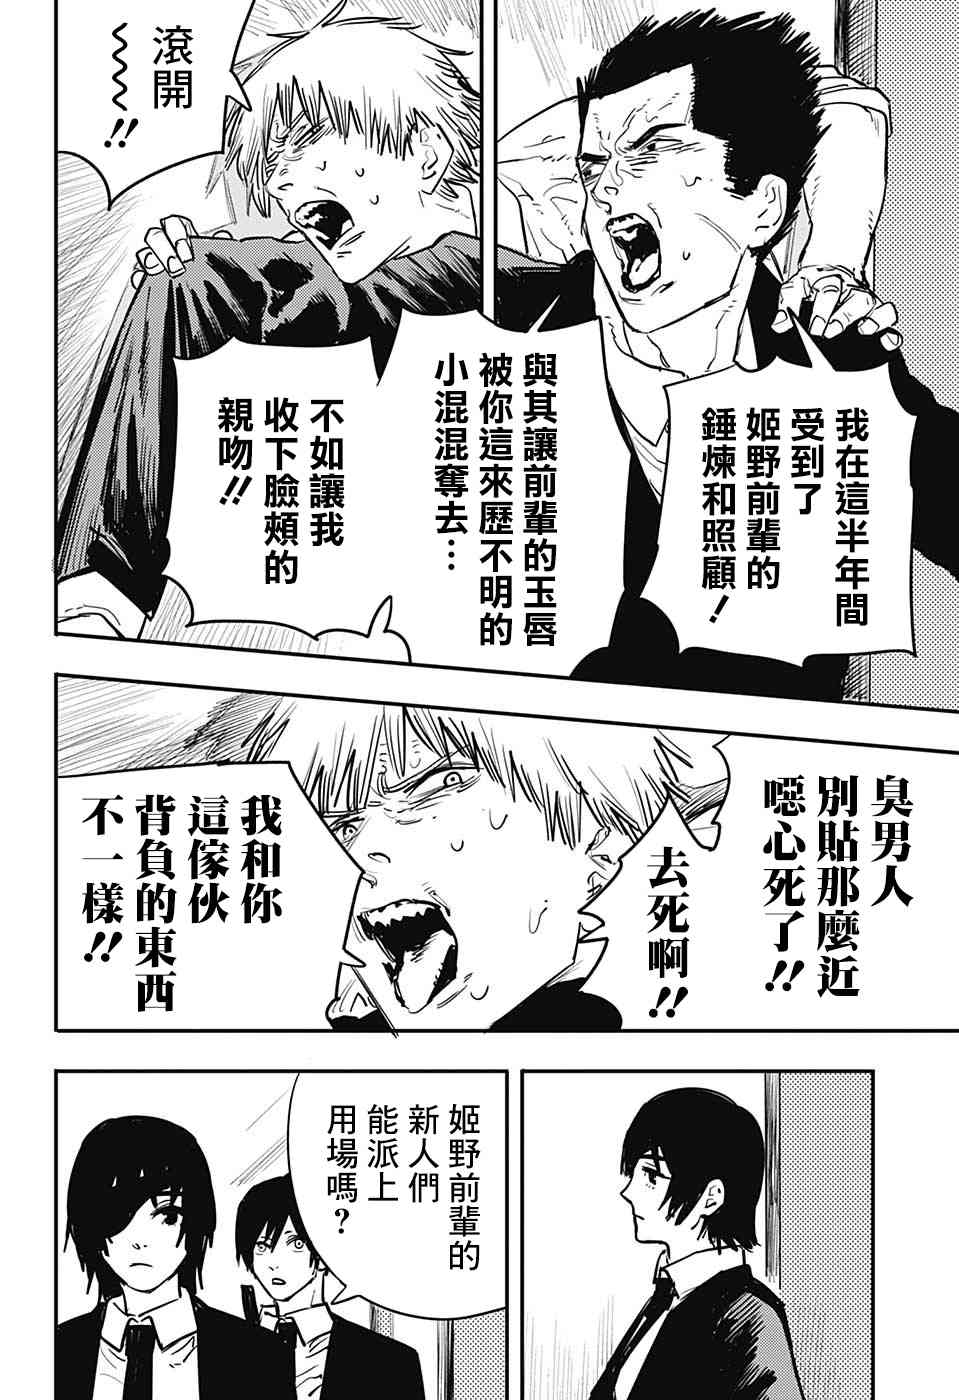 我在這半年間
受到了
姬野前輩的
錘煉和照顧！
與其讓前輩的玉唇
被你這來歷不明的
小混混奪去…
不如讓我
收下臉頰的
親吻!!
滾開
!!
臭男人
別貼那麼近
噁心死了!!
去死啊!!
我和你
這傢伙
背負的東西
不一樣!!
姬野前輩的
新人們
能派上
用場嗎？